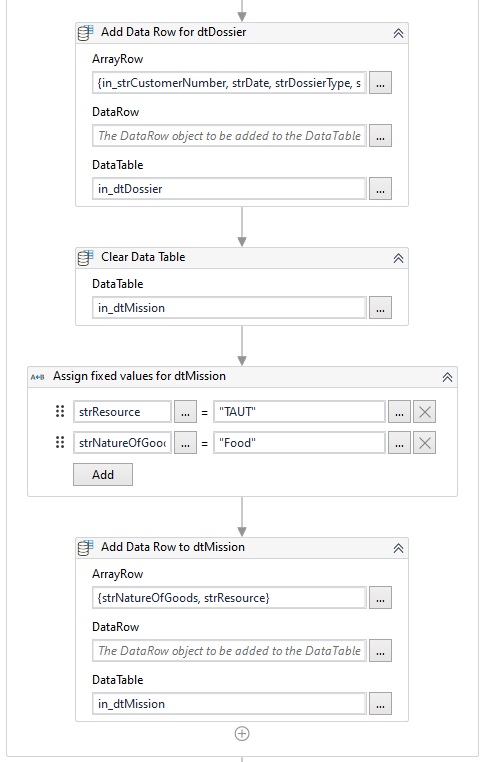 Add Data Row for dtDossier
ArrayRow
{in_strCustomerNumber, strDate, strDossierType, s
...
DataRow
The DataRow object to be added to the DataTable
...
DataTable
in_dtDossier
...
Clear Data Table
DataTable
in_dtMission
...
A+B Assign fixed values for dtMission
strResource ... = "TAUT" ...
strNatureOfGoo ... = "Food" ...
Add
Add Data Row to dtMission
ArrayRow
{strNatureOfGoods, strResource}
...
DataRow
The DataRow object to be added to the DataTable
...
DataTable
in_dtMission
...